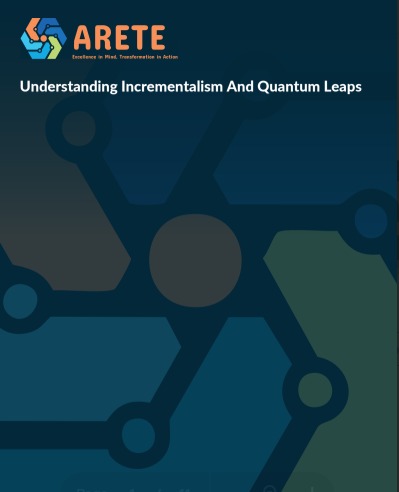 ARETE
Excellence in Mind, Transformation in Action
Understanding Incrementalism And Quantum Leaps